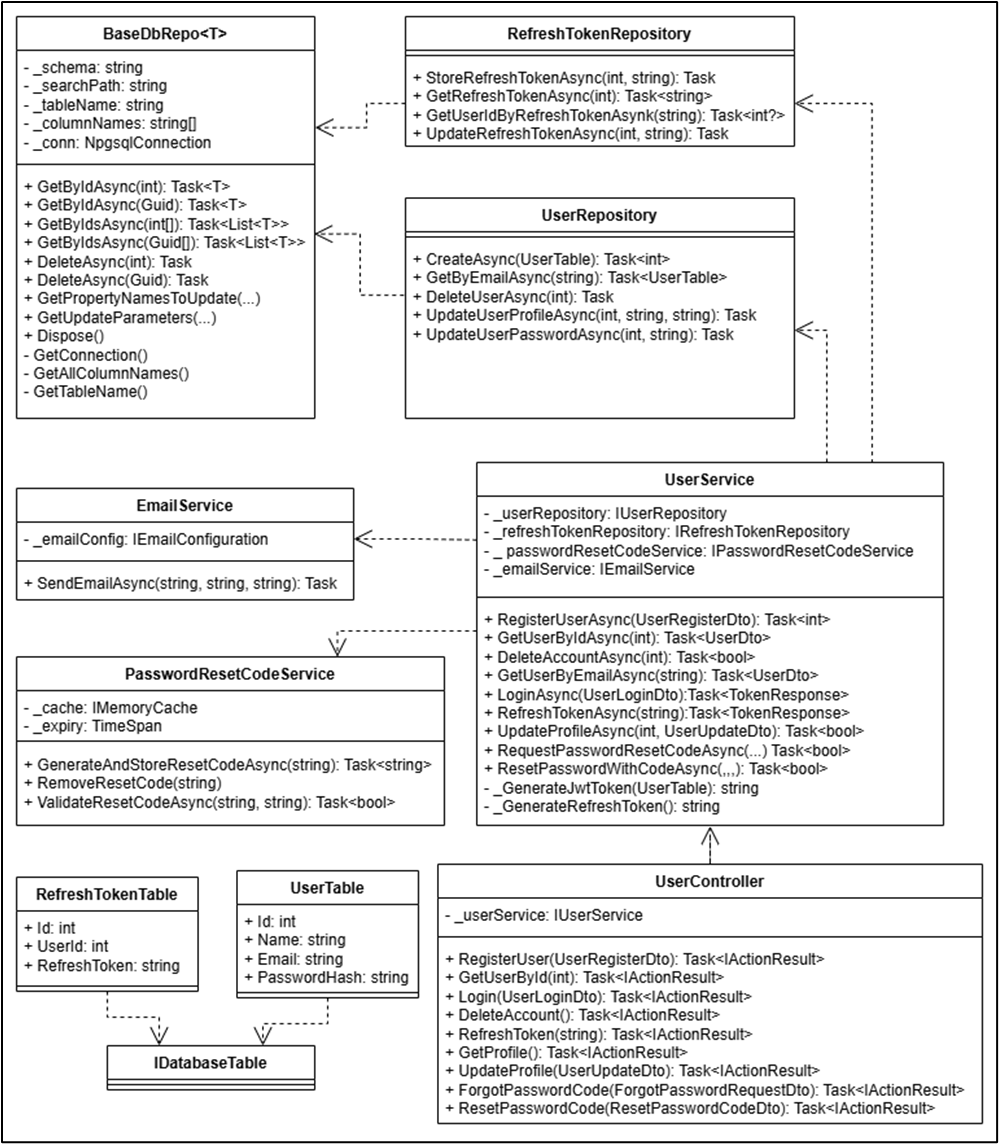 BaseDbRepo<T>
- _schema: string
- _searchPath: string
- _tableName: string
- _columnNames: string[]
- _conn: NpgsqlConnection
+ GetByIdAsync(int): Task<T>
+ GetByIdAsync(Guid): Task<T>
+ GetByIdsAsync(int[]): Task<List<T>>
+ GetByIdsAsync(Guid[]): Task<List<T>>
+ DeleteAsync(int): Task
+ DeleteAsync(Guid): Task
+ GetPropertyNamesToUpdate(...)
+ GetUpdateParameters(...)
+ Dispose()
- GetConnection()
- GetAllColumnNames()
- GetTableName()
RefreshTokenRepository
+ StoreRefreshTokenAsync(int, string): Task
+ GetRefreshTokenAsync(int): Task<string>
+ GetUserIdByRefreshTokenAsynk(string): Task<int?>
+ UpdateRefreshTokenAsync(int, string): Task
UserRepository
+ CreateAsync(UserTable): Task<int>
+ GetByEmailAsync(string): Task<UserTable>
+ DeleteUserAsync(int): Task
+ UpdateUserProfileAsync(int, string, string): Task
+ UpdateUserPasswordAsync(int, string): Task
EmailService
- _emailConfig: IEmailConfiguration
+ SendEmailAsync(string, string, string): Task
UserService
- _userRepository: IUserRepository
- _refreshTokenRepository: IRefreshTokenRepository
- _ passwordResetCodeService: IPasswordResetCodeService
- _emailService: IEmailService
+ RegisterUserAsync(UserRegisterDto): Task<int>
+ GetUserByIdAsync(int): Task<UserDto>
+ DeleteAccountAsync(int): Task<bool>
+ GetUserByEmailAsync(string): Task<UserDto>
+ LoginAsync(UserLoginDto):Task<TokenResponse>
+ RefreshTokenAsync(string):Task<TokenResponse>
+ UpdateProfileAsync(int, UserUpdateDto): Task<bool>
+ RequestPasswordResetCodeAsync(...) Task<bool>
+ ResetPasswordWithCodeAsync(,,,): Task<bool>
- _GenerateJwtToken(UserTable): string
- _GenerateRefreshToken(): string
PasswordResetCodeService
- _cache: IMemoryCache
- _expiry: TimeSpan
+ GenerateAndStoreResetCodeAsync(string): Task<string>
+ RemoveResetCode(string)
+ ValidateResetCodeAsync(string, string): Task<bool>
RefreshTokenTable
+ Id: int
+ UserId: int
+ RefreshToken: string
UserTable
+ Id: int
+ Name: string
+ Email: string
+ PasswordHash: string
IDatabaseTable
UserController
- _userService: IUserService
+ RegisterUser(UserRegisterDto): Task<IActionResult>
+ GetUserById(int): Task<IActionResult>
+ Login(UserLoginDto): Task<IActionResult>
+ DeleteAccount(): Task<IActionResult>
+ RefreshToken(string): Task<IActionResult>
+ GetProfile(): Task<IActionResult>
+ UpdateProfile(UserUpdateDto): Task<IActionResult>
+ ForgotPasswordCode(ForgotPasswordRequestDto): Task<IActionResult>
+ ResetPasswordCode(ResetPasswordCodeDto): Task<IActionResult>